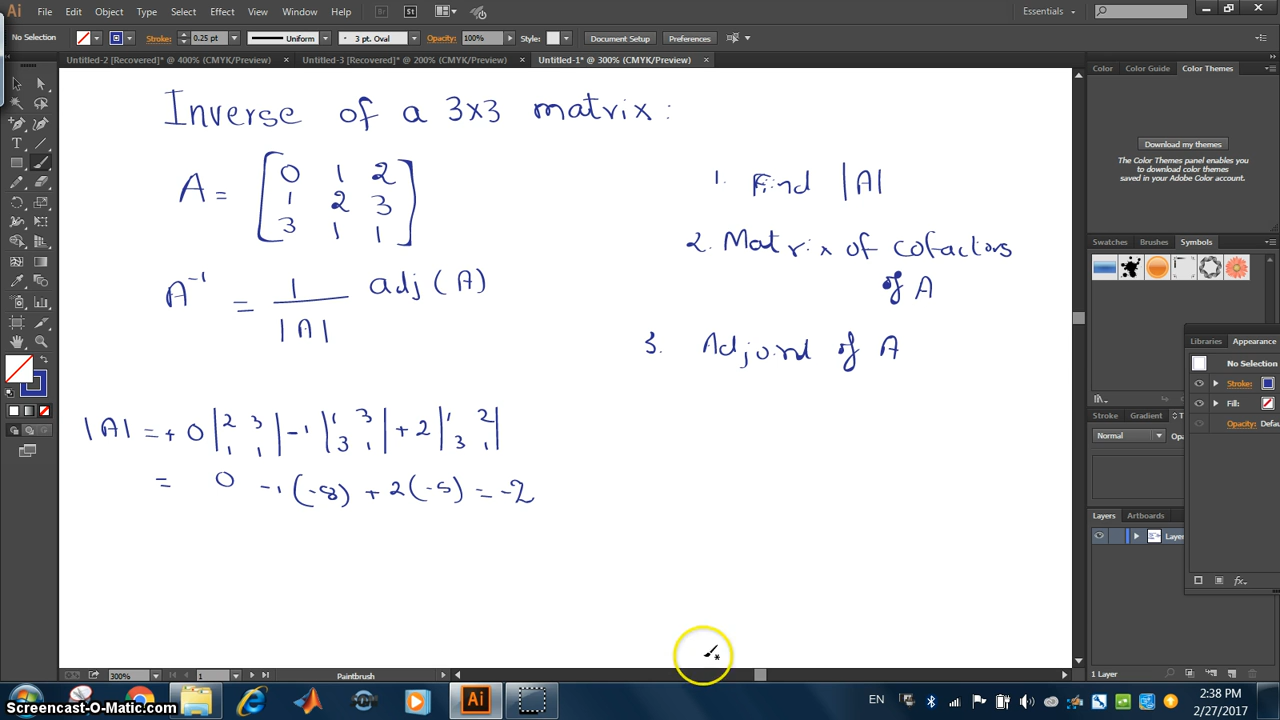 Ai File Edit Object Type Select Effect View Window Help Br St Essentials
No Selection Stroke: 0.25 pt Uniform 3 pt. Oval Opacity: 100% Style: Document Setup Preferences
Untitled-2 [Recovered]* @ 400% (CMYK/Preview) × Untitled-3 [Recovered]* @ 200% (CMYK/Preview) × Untitled-1* @ 300% (CMYK/Preview) ×
Inverse of a 3x3 matrix:
A = [ 0 1 2
1 2 3
3 1 1 ]
A⁻¹ = 1 / |A| adj (A)
1. Find |A|
2. Matrix of cofactors
of A
3. Adjoint of A
|A| = + 0 | 2 3 | - 1 | 1 3 | + 2 | 1 2 |
| 1 1 | | 3 1 | | 3 1 |
= 0 - 1 (-8) + 2 (-5) = -2
Color Color Guide Color Themes
Download my themes
The Color Themes panel enables you to download color themes saved in your Adobe Color account.
Swatches Brushes Symbols
Libraries Appearance
No Selection
Stroke:
Fill:
Opacity: Defau
Stroke Character
Normal
Layers Artboards
Layer
fx
1 Layer
300% 1 Paintbrush
Screencast-O-Matic.com
Ai
EN
2:38 PM
2/27/2017